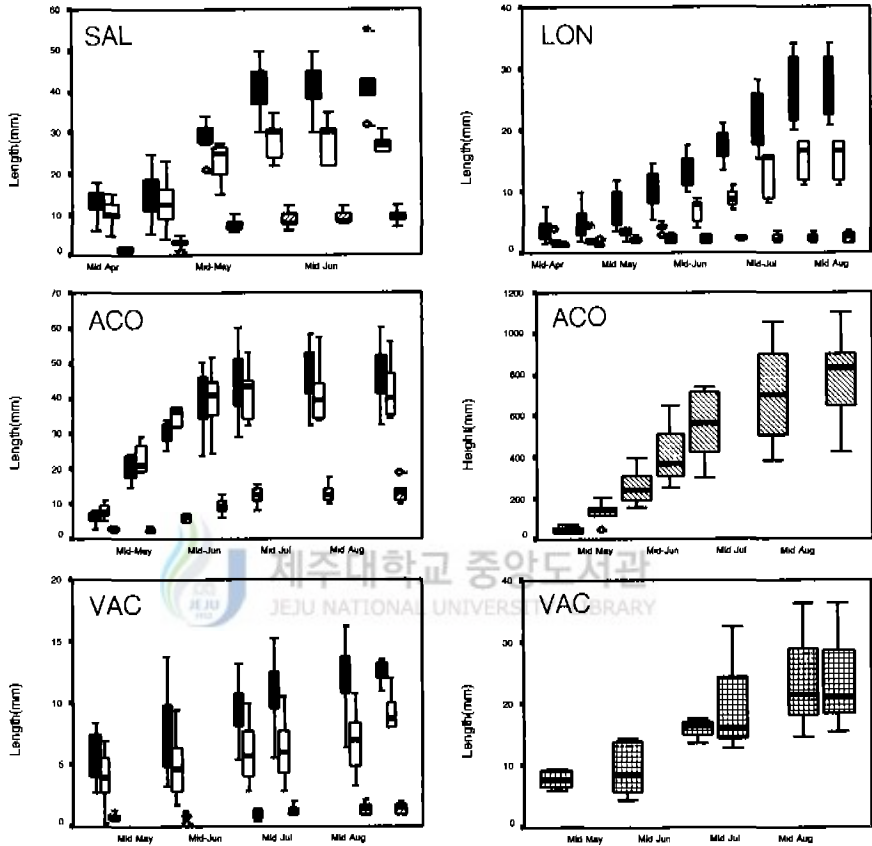 SAL
Length(mm)
60
50
40
30
20
10
0
Mid Apr
Mid-May
Mid Jun
LON
Length(mm)
40
30
20
10
0
Mid-Apr
Mid May
Mid-Jun
Mid-Jul
Mid Aug
ACO
Length(mm)
70
60
50
40
30
20
10
0
Mid-May
Mid-Jun
Mid Jul
Mid Aug
ACO
Height(mm)
1200
1000
800
600
400
200
0
Mid May
Mid-Jun
Mid Jul
Mid Aug
제주대학교 중앙도서관
JEJU NATIONAL UNIVERSITY LIBRARY
JEJU
1952
VAC
Length(mm)
20
15
10
5
0
Mid May
Mid-Jun
Mid Jul
Mid Aug
VAC
Length(mm)
40
30
20
10
0
Mid May
Mid Jun
Mid Jul
Mid Aug